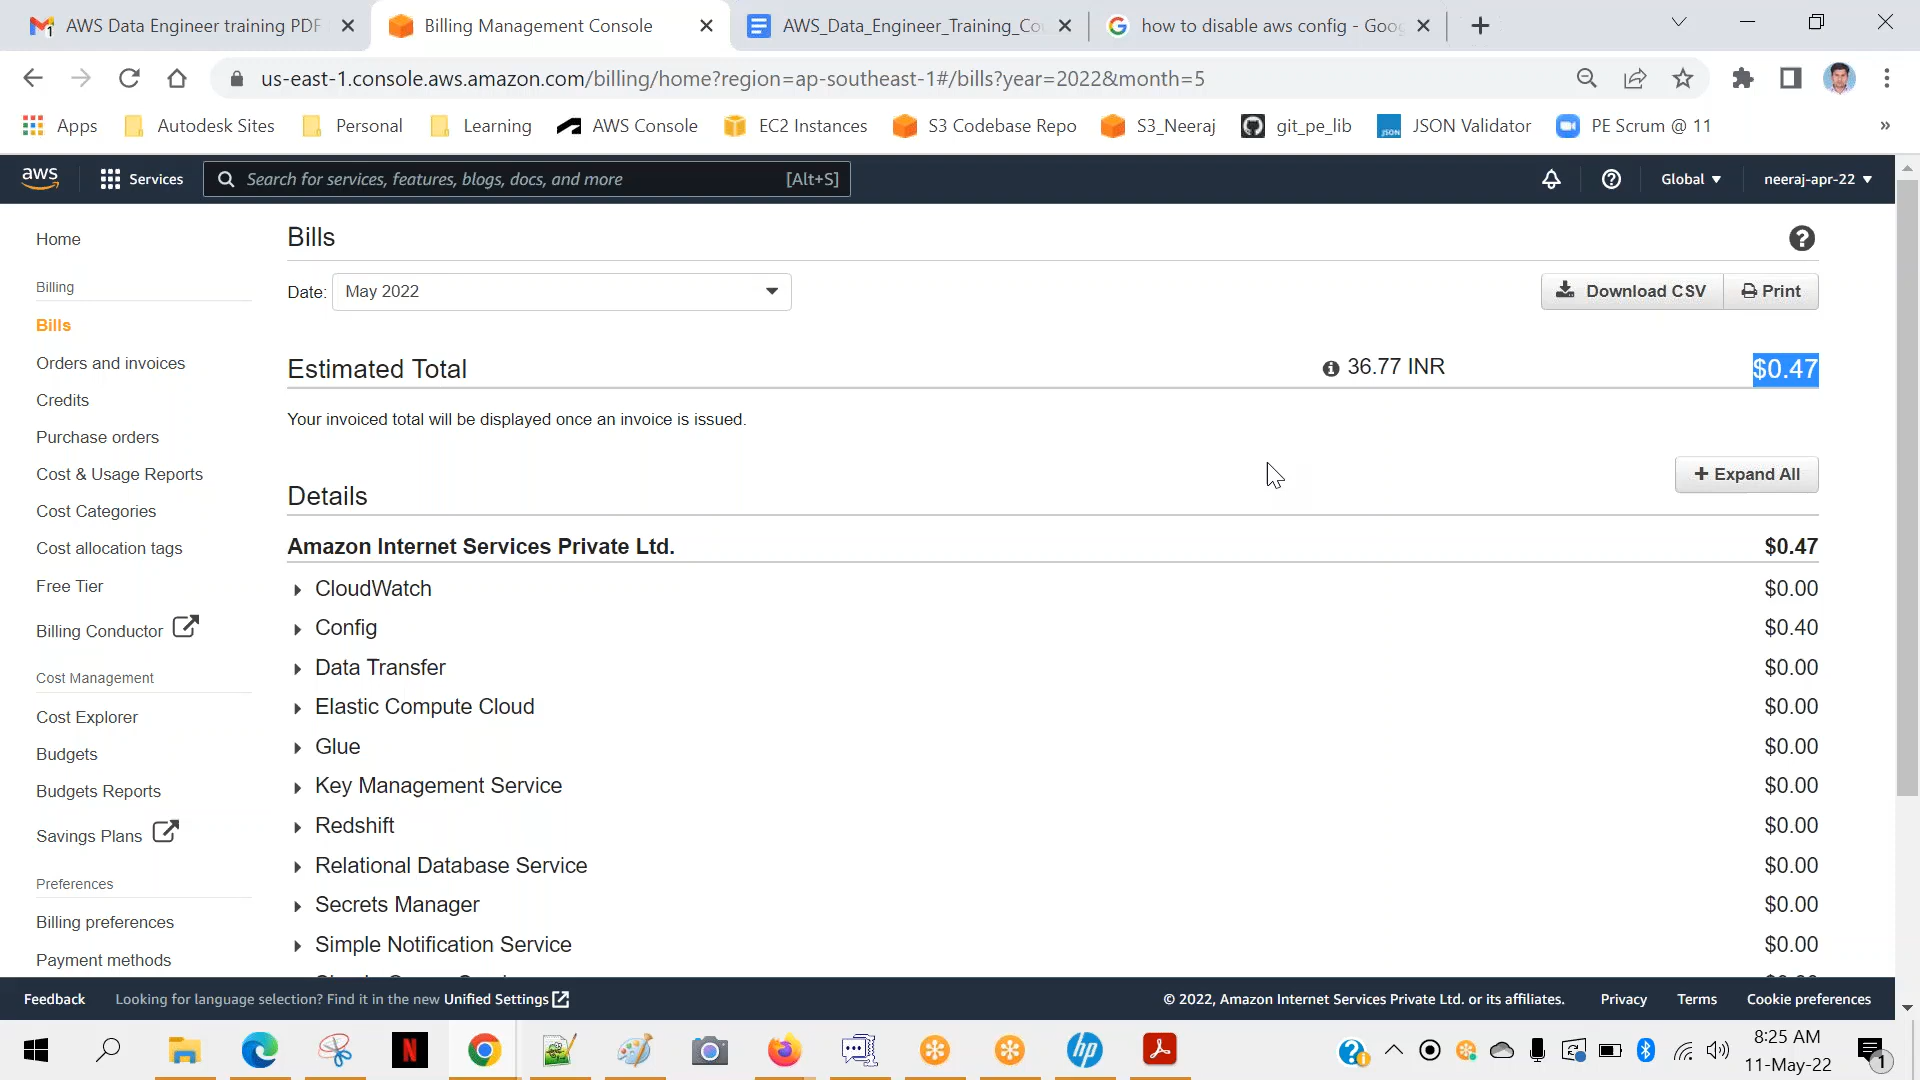 AWS Data Engineer training PDF
Billing Management Console
AWS_Data_Engineer_Training_Co
how to disable aws config - Goog
us-east-1.console.aws.amazon.com/billing/home?region=ap-southeast-1#/bills?year=2022&month=5
Apps
Autodesk Sites
Personal
Learning
AWS Console
EC2 Instances
S3 Codebase Repo
S3_Neeraj
git_pe_lib
JSON Validator
PE Scrum @ 11
»
aws
Services
Search for services, features, blogs, docs, and more
[Alt+S]
Global
neeraj-apr-22
Home
Billing
Bills
Orders and invoices
Credits
Purchase orders
Cost & Usage Reports
Cost Categories
Cost allocation tags
Free Tier
Billing Conductor
Cost Management
Cost Explorer
Budgets
Budgets Reports
Savings Plans
Preferences
Billing preferences
Payment methods
Bills
Date: May 2022
Download CSV
Print
Estimated Total 36.77 INR $0.47
Your invoiced total will be displayed once an invoice is issued.
+ Expand All
Details
Amazon Internet Services Private Ltd. $0.47
CloudWatch $0.00
Config $0.40
Data Transfer $0.00
Elastic Compute Cloud $0.00
Glue $0.00
Key Management Service $0.00
Redshift $0.00
Relational Database Service $0.00
Secrets Manager $0.00
Simple Notification Service $0.00
Feedback
Looking for language selection? Find it in the new Unified Settings
© 2022, Amazon Internet Services Private Ltd. or its affiliates.
Privacy
Terms
Cookie preferences
8:25 AM
11-May-22
1